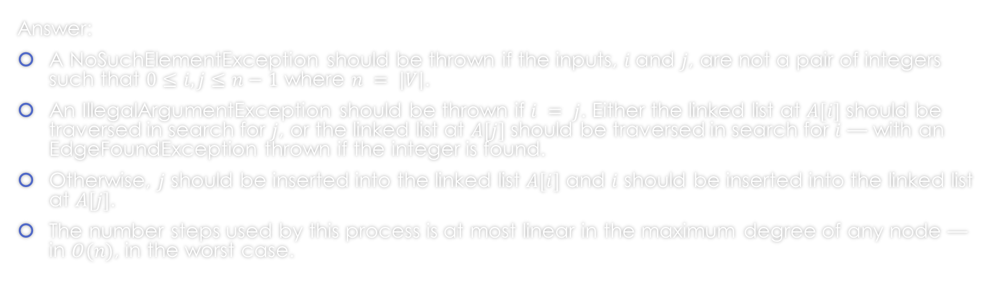 Answer:
A NoSuchElementException should be thrown if the inputs, i and j, are not a pair of integers
such that 0 ≤ i, j ≤ n − 1 where n = |V|.
An IllegalArgumentException should be thrown if i = j. Either the linked list at A[i] should be
traversed in search for j, or the linked list at A[j] should be traversed in search for i — with an
EdgeFoundException thrown if the integer is found.
Otherwise, j should be inserted into the linked list A[i] and i should be inserted into the linked list
at A[j].
The number steps used by this process is at most linear in the maximum degree of any node —
in O(n), in the worst case.